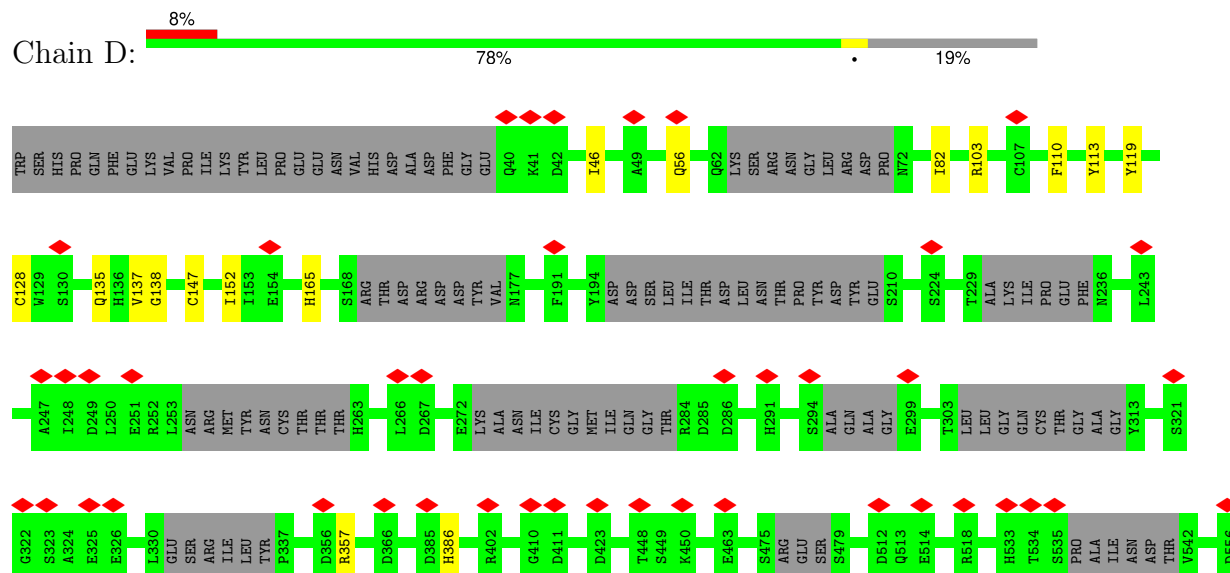 8%
Chain D:
78% • 19%
TRP SER HIS PRO GLN PHE GLU LYS VAL PRO ILE LYS TYR LEU PRO GLU GLU ASN VAL HIS ASP ALA ASP PHE GLY GLU Q40 K41 D42 I46 A49 Q56 Q62 LYS SER ARG ASN GLY LEU ARG ASP PRO N72 I82 R103 C107 F110 Y113 Y119
C128 W129 S130 Q135 H136 V137 G138 C147 I152 I153 E154 H165 S168 ARG THR ASP ARG ASP ASP TYR VAL N177 F191 Y194 ASP ASP SER LEU ILE THR ASP LEU ASN THR PRO TYR ASP TYR GLU S210 S224 T229 ALA LYS ILE PRO GLU PHE N236 L243
A247 I248 D249 L250 E251 R252 L253 ASN ARG MET TYR ASN CYS THR THR THR H263 L266 D267 E272 LYS ALA ASN ILE CYS GLY MET ILE GLN GLY THR R284 D285 D286 H291 S294 ALA GLN ALA GLY E299 T303 LEU LEU GLY GLN CYS THR GLY ALA GLY Y313 S321
G322 S323 A324 E325 E326 L330 GLU SER ARG ILE LEU TYR P337 D356 R357 D366 D385 H386 R402 G410 D411 D423 T448 S449 K450 E463 S475 ARG GLU SER S479 D512 Q513 E514 R518 H533 T534 S535 PRO ALA ILE ASN ASP THR V542